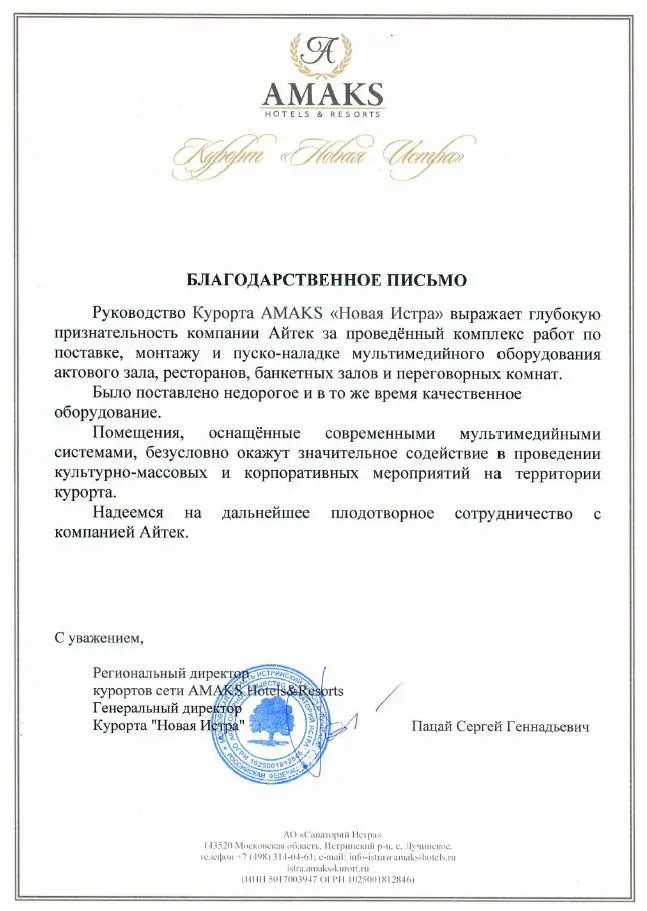 A
AMAKS
HOTELS & RESORTS
Курорт «Новая Истра»
БЛАГОДАРСТВЕННОЕ ПИСЬМО
Руководство Курорта AMAKS «Новая Истра» выражает глубокую
признательность компании Айтек за проведённый комплекс работ по
поставке, монтажу и пуско-наладке мультимедийного оборудования
актового зала, ресторанов, банкетных залов и переговорных комнат.
Было поставлено недорогое и в то же время качественное
оборудование.
Помещения, оснащённые современными мультимедийными
системами, безусловно окажут значительное содействие в проведении
культурно-массовых и корпоративных мероприятий на территории
курорта.
Надеемся на дальнейшее плодотворное сотрудничество с
компанией Айтек.
С уважением,
Региональный директор
курортов сети AMAKS Hotels&Resorts
Генеральный директор
Курорта "Новая Истра"
Пацай Сергей Геннадьевич
АО «Санаторий Истра»
143520 Московская область, Истринский р-н, с. Лучинское,
телефон +7 (498) 314-04-61; e-mail: info-istra@amaks-hotels.ru
istra.amaks-kurort.ru
(ИНН 5017003947 ОГРН 1025001812846)